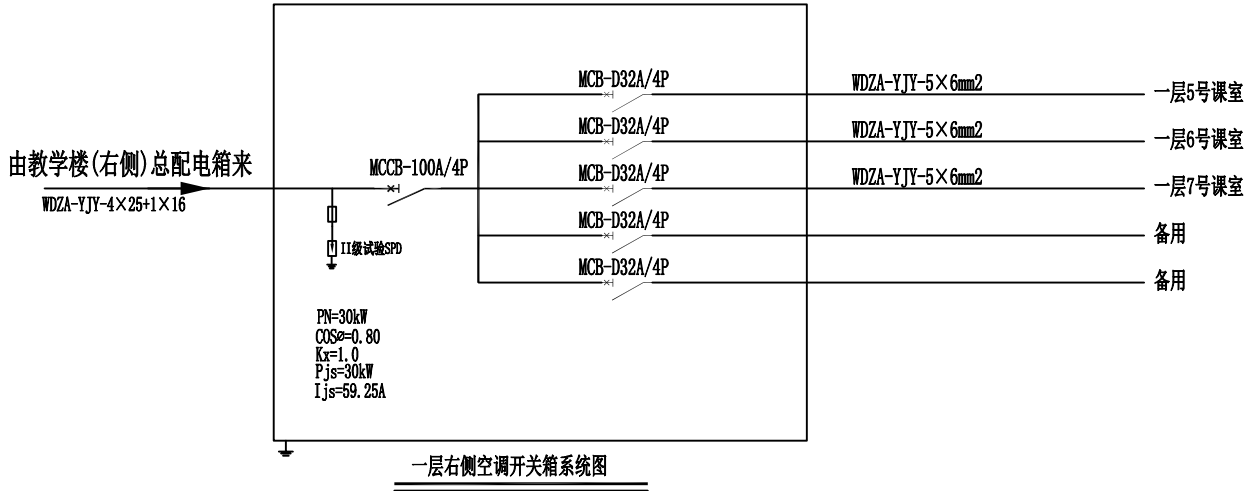 MCB-D32A/4P
WDZA-YJY-5×6mm2
一层5号课室
MCB-D32A/4P
WDZA-YJY-5×6mm2
一层6号课室
由教学楼(右侧)总配电箱来
WDZA-YJY-4×25+1×16
MCCB-100A/4P
MCB-D32A/4P
WDZA-YJY-5×6mm2
一层7号课室
MCB-D32A/4P
备用
II级试验SPD
MCB-D32A/4P
备用
PN=30kW
COSø=0.80
Kx=1.0
Pjs=30kW
Ijs=59.25A
一层右侧空调开关箱系统图